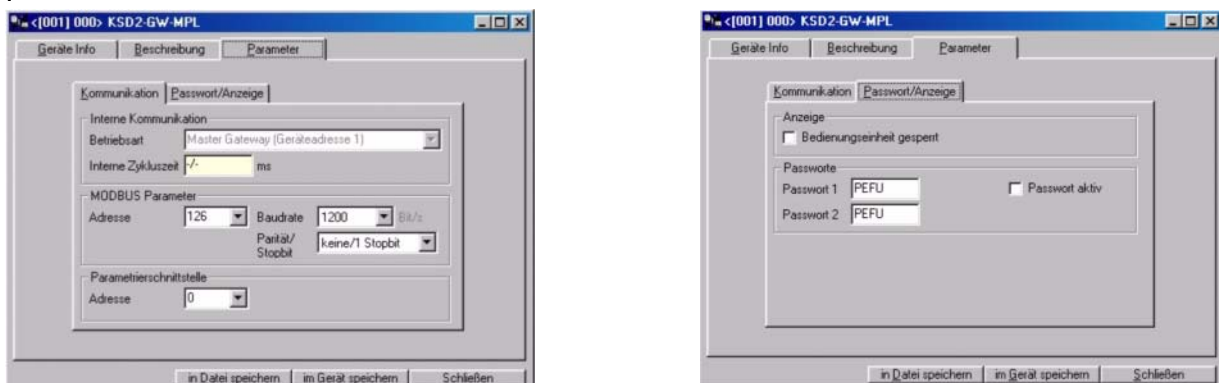 <[001] 000> KSD2-GW-MPL
Geräte Info Beschreibung Parameter
Kommunikation Passwort/Anzeige
Interne Kommunikation
Betriebsart Master Gateway (Geräteadresse 1)
Interne Zykluszeit -/- ms
MODBUS Parameter
Adresse 126 Baudrate 1200 Bit/s
Parität/
Stopbit keine/1 Stopbit
Parametrierschnittstelle
Adresse 0
in Datei speichern im Gerät speichern Schließen
<[001] 000> KSD2-GW-MPL
Geräte Info Beschreibung Parameter
Kommunikation Passwort/Anzeige
Anzeige
Bedienungseinheit gesperrt
Passworte
Passwort 1 PEFU Passwort aktiv
Passwort 2 PEFU
in Datei speichern im Gerät speichern Schließen